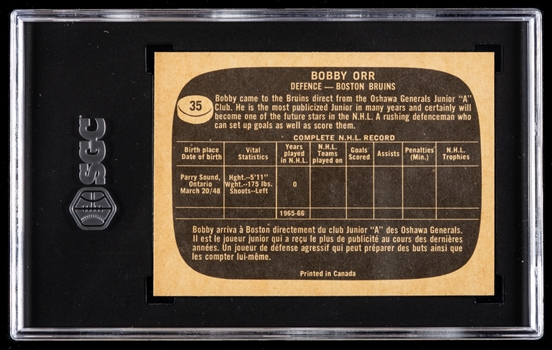 SGC
BOBBY ORR
DEFENCE — BOSTON BRUINS
35
Bobby came to the Bruins direct from the Oshawa Generals Junior "A"
Club. He is the most publicized Junior in many years and certainly will
become one of the future stars in the N.H.L. A rushing defenceman who
can set up goals as well as score them.
COMPLETE N.H.L. RECORD
Birth place
Date of birth
Vital
Statistics
Years
played
in N.H.L.
N.H.L.
Teams
played on
Goals
Scored
Assists
Penalties
(Min.)
N.H.L.
Trophies
Parry Sound,
Ontario
March 20/48
Hght.--5'11"
Wght.--175 lbs.
Shoots--Left
0
1965-66
Bobby arriva à Boston directement du club Junior "A" des Oshawa Generals.
Il est le joueur junior qui a reçu le plus de publicité au cours des dernières
années. Un joueur de défense agressif qui peut préparer des buts ainsi que
les compter lui-même.
Printed in Canada